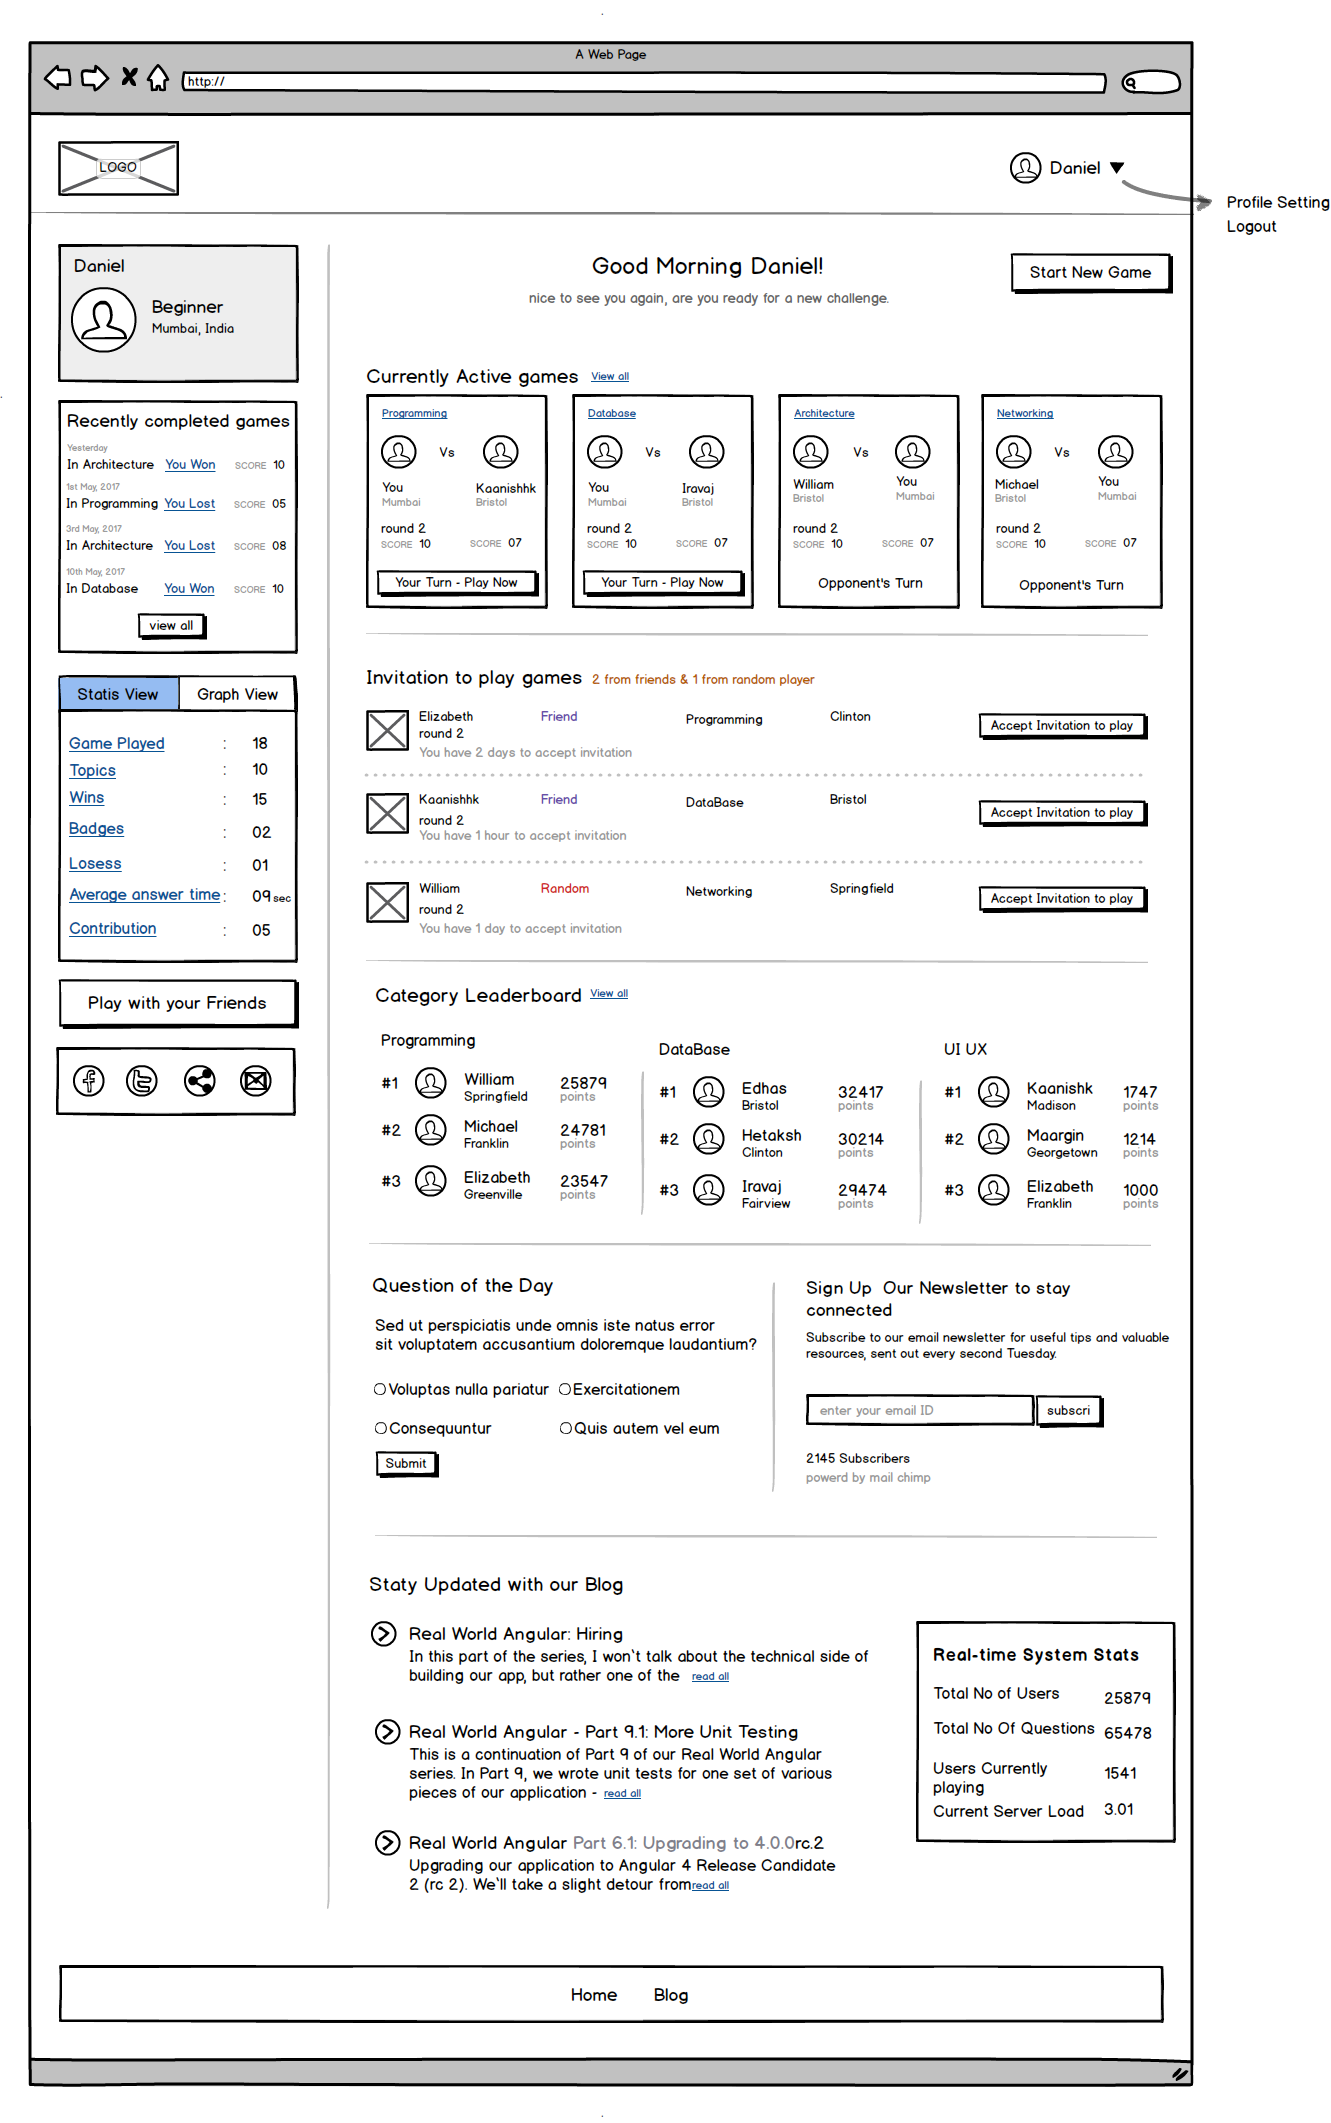 A Web Page
http://
LOGO
Daniel
Profile Setting
Logout
Daniel
Beginner
Mumbai, India
Recently completed games
Yesterday
In Architecture You Won SCORE 10
1st May, 2017
In Programming You Lost SCORE 05
3rd May, 2017
In Architecture You Lost SCORE 08
10th May, 2017
In Database You Won SCORE 10
view all
Statis View Graph View
Game Played : 18
Topics : 10
Wins : 15
Badges : 02
Losess : 01
Average answer time : 09 sec
Contribution : 05
Play with your Friends
Good Morning Daniel!
nice to see you again, are you ready for a new challenge.
Start New Game
Currently Active games View all
Programming
Vs
You Kaanishhk
Mumbai Bristol
round 2
SCORE 10 SCORE 07
Your Turn - Play Now
Database
Vs
You Iravaj
Mumbai Bristol
round 2
SCORE 10 SCORE 07
Your Turn - Play Now
Architecture
Vs
William You
Bristol Mumbai
round 2
SCORE 10 SCORE 07
Opponent's Turn
Networking
Vs
Michael You
Bristol Mumbai
round 2
SCORE 10 SCORE 07
Opponent's Turn
Invitation to play games 2 from friends & 1 from random player
Elizabeth Friend Programming Clinton
round 2
You have 2 days to accept invitation
Accept Invitation to play
Kaanishhk Friend DataBase Bristol
round 2
You have 1 hour to accept invitation
Accept Invitation to play
William Random Networking Springfield
round 2
You have 1 day to accept invitation
Accept Invitation to play
Category Leaderboard View all
Programming
#1 William 25879
Springfield points
#2 Michael 24781
Franklin points
#3 Elizabeth 23547
Greenville points
DataBase
#1 Edhas 32417
Bristol points
#2 Hetaksh 30214
Clinton points
#3 Iravaj 29474
Fairview points
UI UX
#1 Kaanishk 1747
Madison points
#2 Maargin 1214
Georgetown points
#3 Elizabeth 1000
Franklin points
Question of the Day
Sed ut perspiciatis unde omnis iste natus error
sit voluptatem accusantium doloremque laudantium?
Voluptas nulla pariatur Exercitationem
Consequuntur Quis autem vel eum
Submit
Sign Up Our Newsletter to stay
connected
Subscribe to our email newsletter for useful tips and valuable
resources, sent out every second Tuesday.
enter your email ID subscri
2145 Subscribers
powerd by mail chimp
Staty Updated with our Blog
Real World Angular: Hiring
In this part of the series, I won't talk about the technical side of
building our app, but rather one of the read all
Real World Angular - Part 9.1: More Unit Testing
This is a continuation of Part 9 of our Real World Angular
series. In Part 9, we wrote unit tests for one set of various
pieces of our application - read all
Real World Angular Part 6.1: Upgrading to 4.0.0rc.2
Upgrading our application to Angular 4 Release Candidate
2 (rc 2). We'll take a slight detour from read all
Real-time System Stats
Total No of Users 25879
Total No Of Questions 65478
Users Currently 1541
playing
Current Server Load 3.01
Home Blog